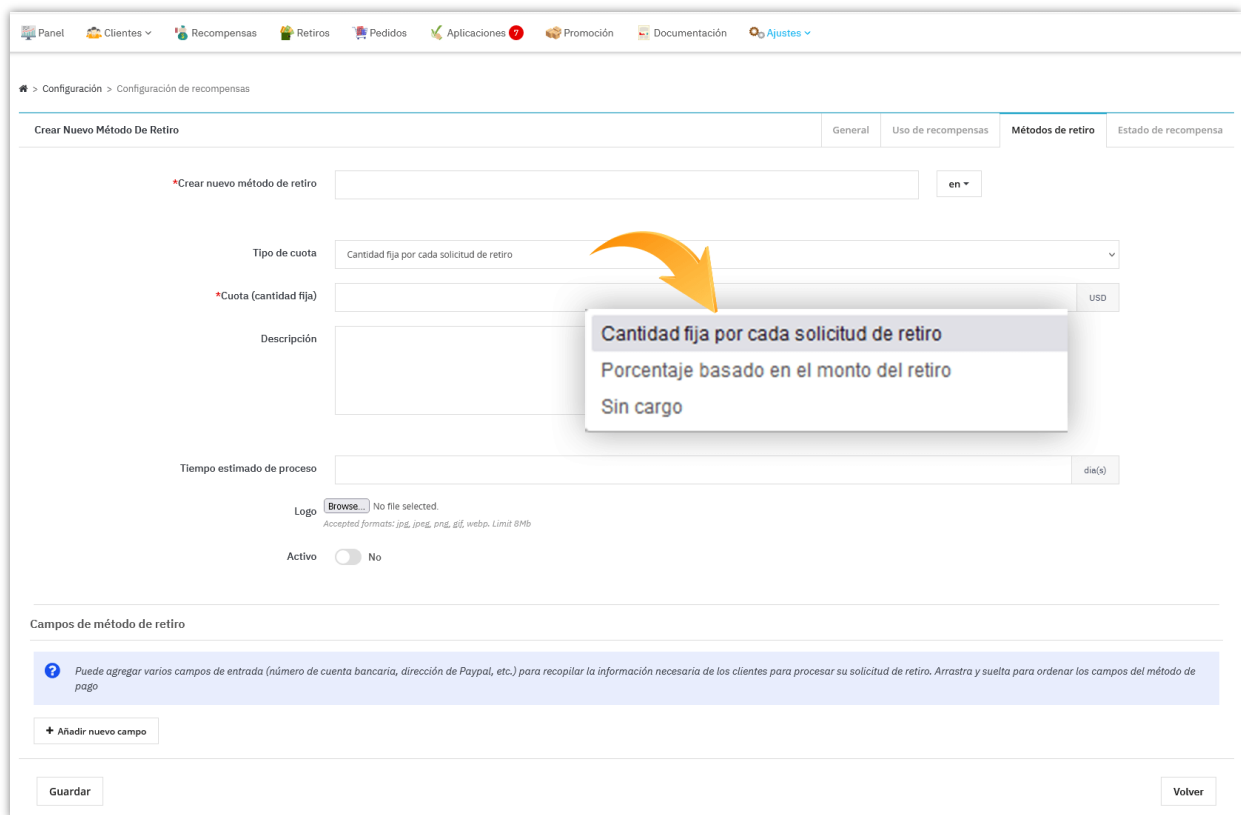 Panel Clientes Recompensas Retiros Pedidos Aplicaciones 7 Promoción Documentación Ajustes
> Configuración > Configuración de recompensas
Crear Nuevo Método De Retiro General Uso de recompensas Métodos de retiro Estado de recompensa
*Crear nuevo método de retiro en
Tipo de cuota Cantidad fija por cada solicitud de retiro
*Cuota (cantidad fija) USD
Descripción
Cantidad fija por cada solicitud de retiro
Porcentaje basado en el monto del retiro
Sin cargo
Tiempo estimado de proceso dia(s)
Logo Browse... No file selected.
Accepted formats: jpg, jpeg, png, gif, webp. Limit 8Mb
Activo No
Campos de método de retiro
? Puede agregar varios campos de entrada (número de cuenta bancaria, dirección de Paypal, etc.) para recopilar la información necesaria de los clientes para procesar su solicitud de retiro. Arrastra y suelta para ordenar los campos del método de
pago
+ Añadir nuevo campo
Guardar Volver